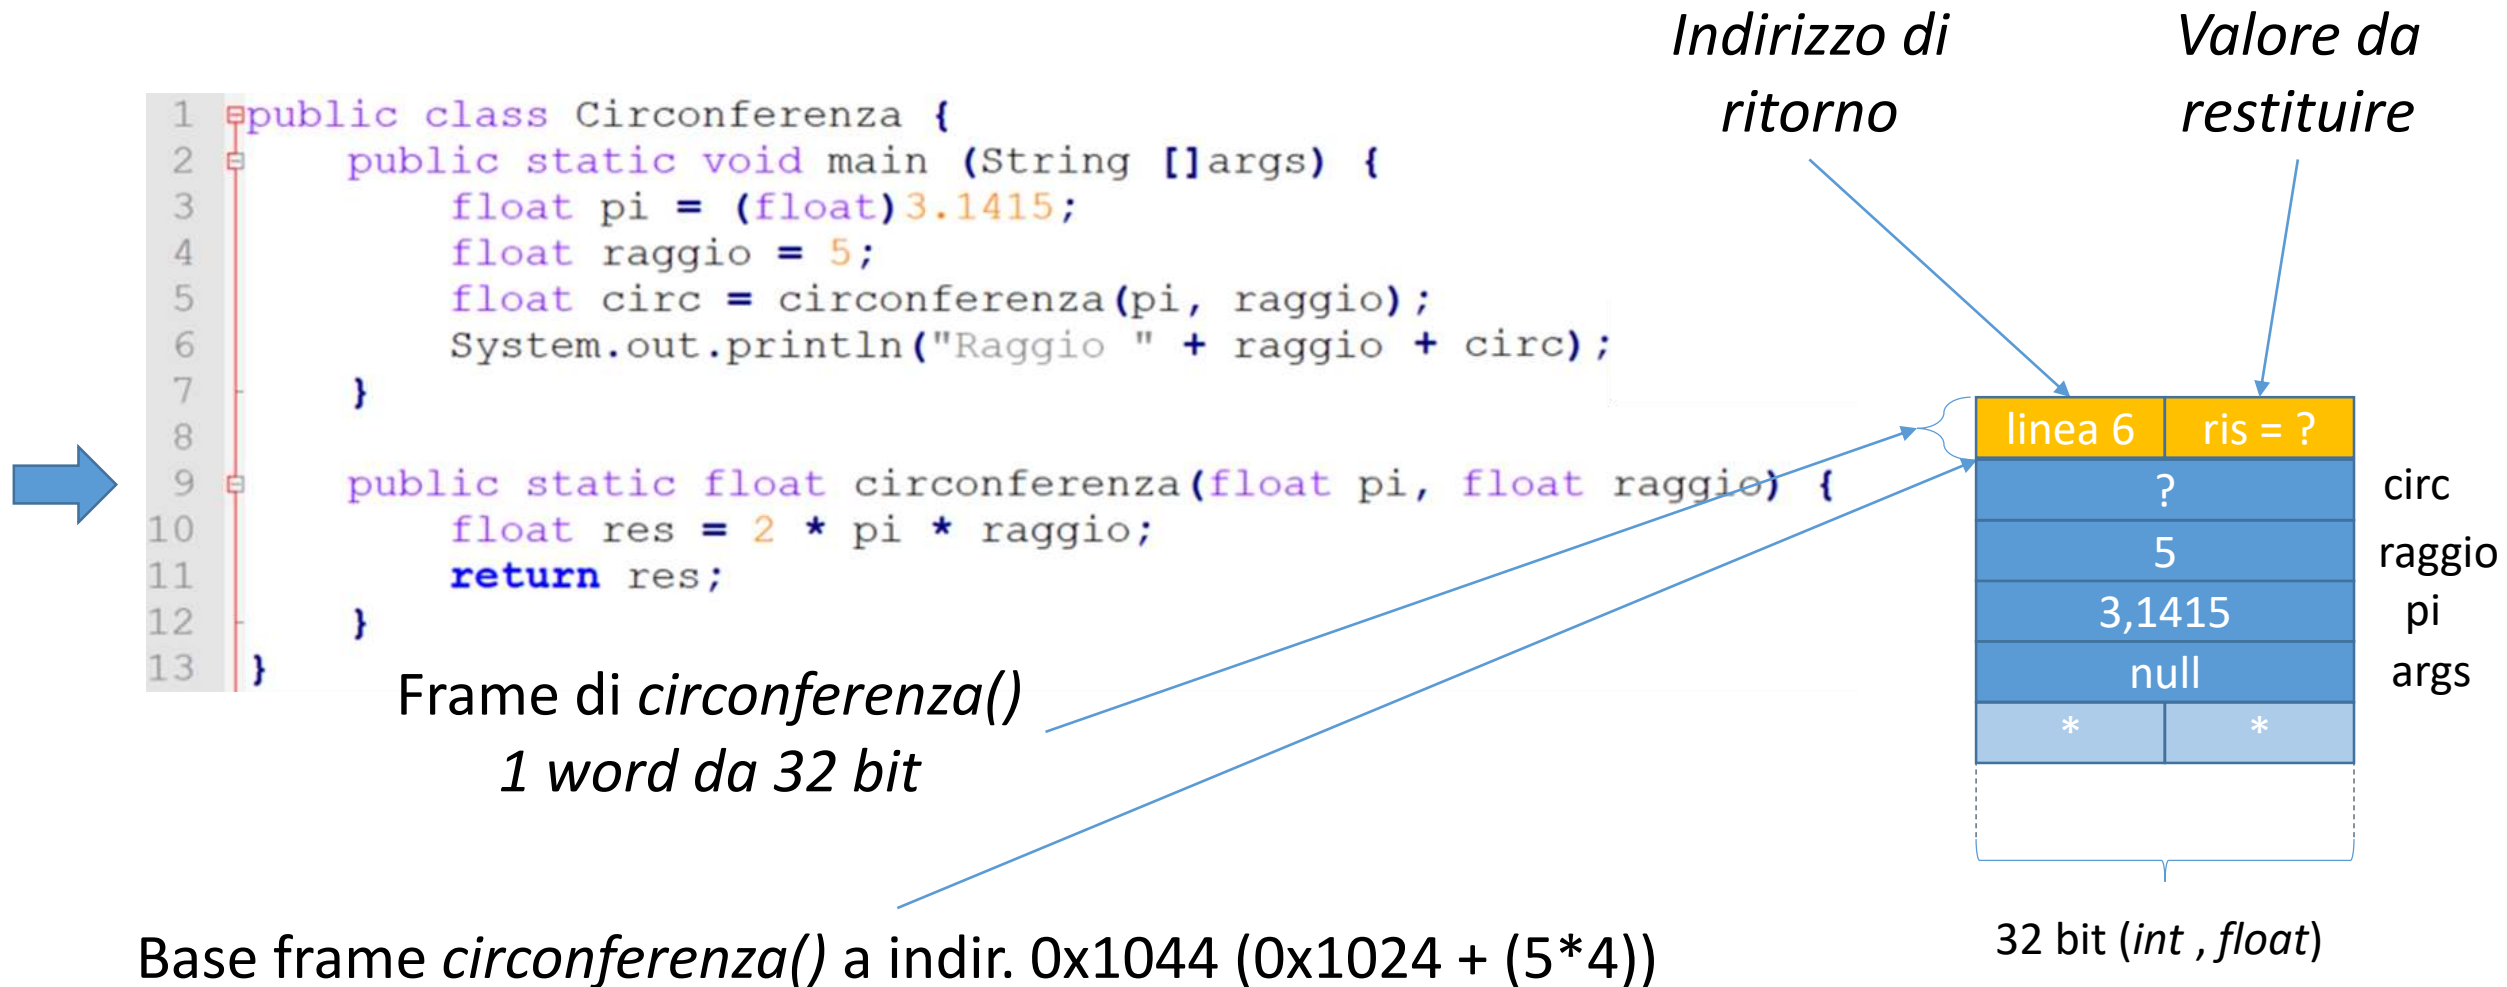 Indirizzo di
ritorno
Valore da
restituire
1 public class Circonferenza {
2 public static void main (String []args) {
3 float pi = (float)3.1415;
4 float raggio = 5;
5 float circ = circonferenza(pi, raggio);
6 System.out.println("Raggio " + raggio + circ);
7 }
8
9 public static float circonferenza(float pi, float raggio) {
10 float res = 2 * pi * raggio;
11 return res;
12 }
13 }
linea 6 ris = ?
? circ
5 raggio
3,1415 pi
null args
* *
Frame di circonferenza()
1 word da 32 bit
Base frame circonferenza() a indir. 0x1044 (0x1024 + (5*4))
32 bit (int , float)